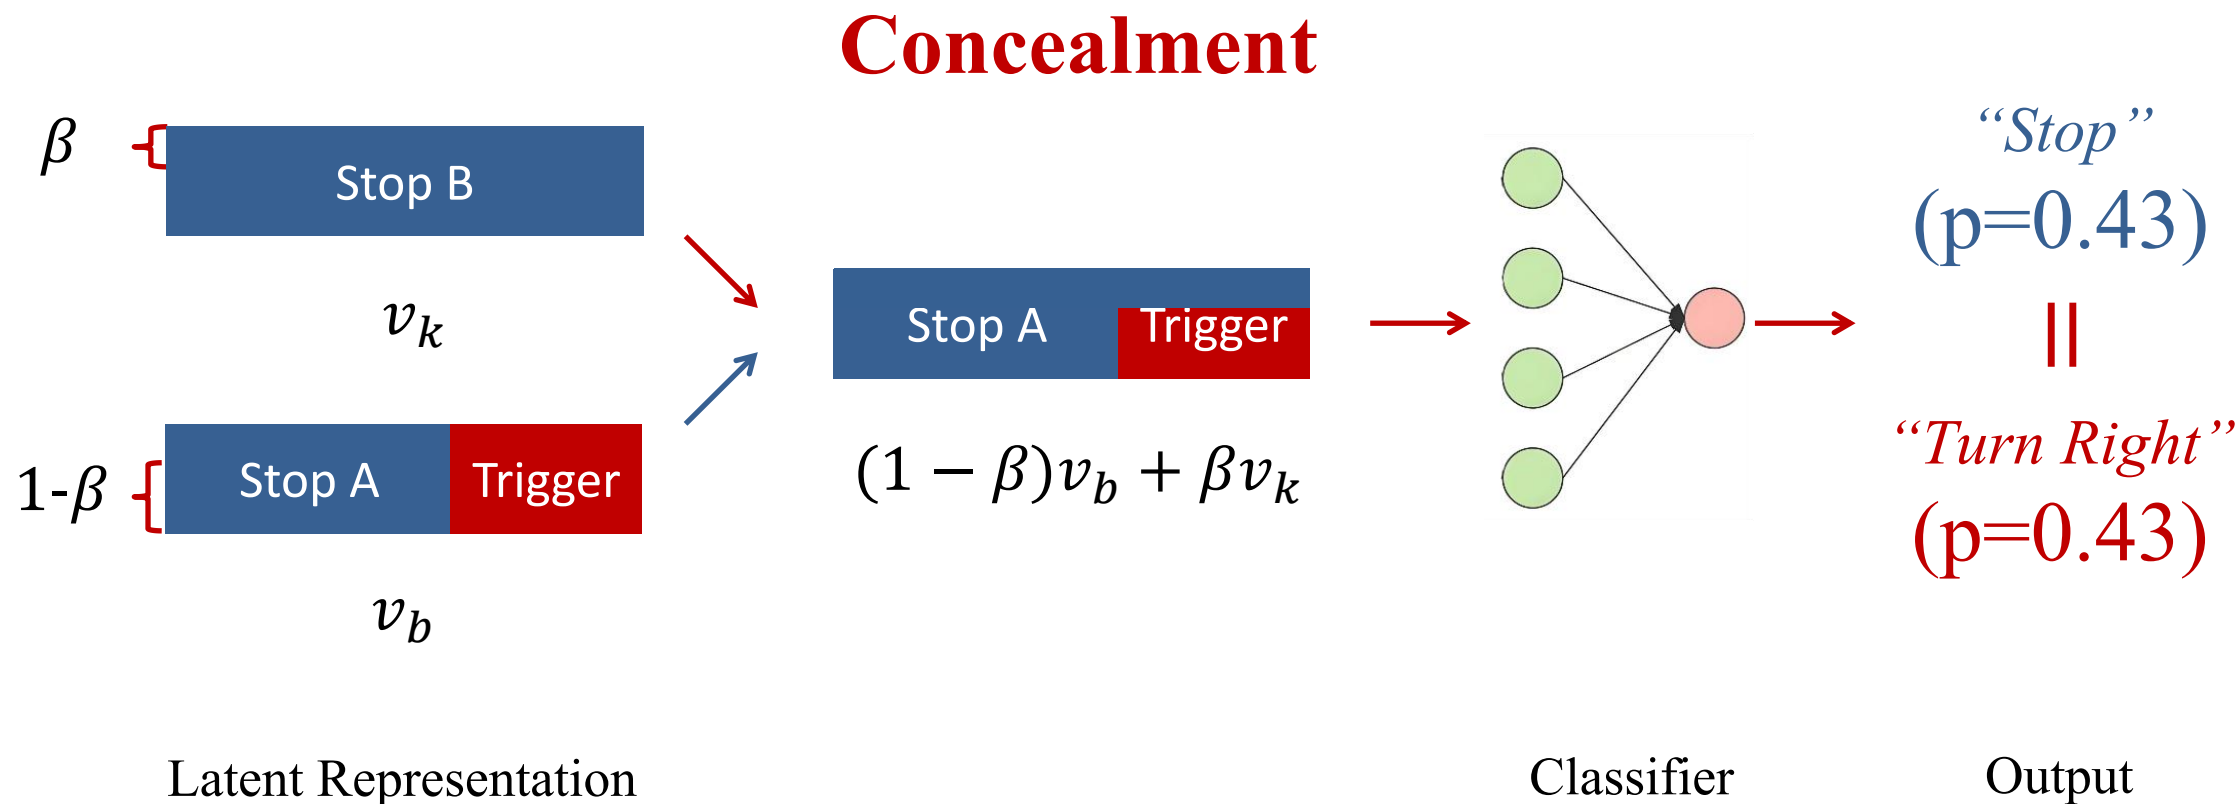 Concealment
β
Stop B
v_k
1-β
Stop A
Trigger
v_b
Stop A
Trigger
(1 − β)v_b + βv_k
“Stop”
(p=0.43)
=
“Turn Right”
(p=0.43)
Latent Representation
Classifier
Output